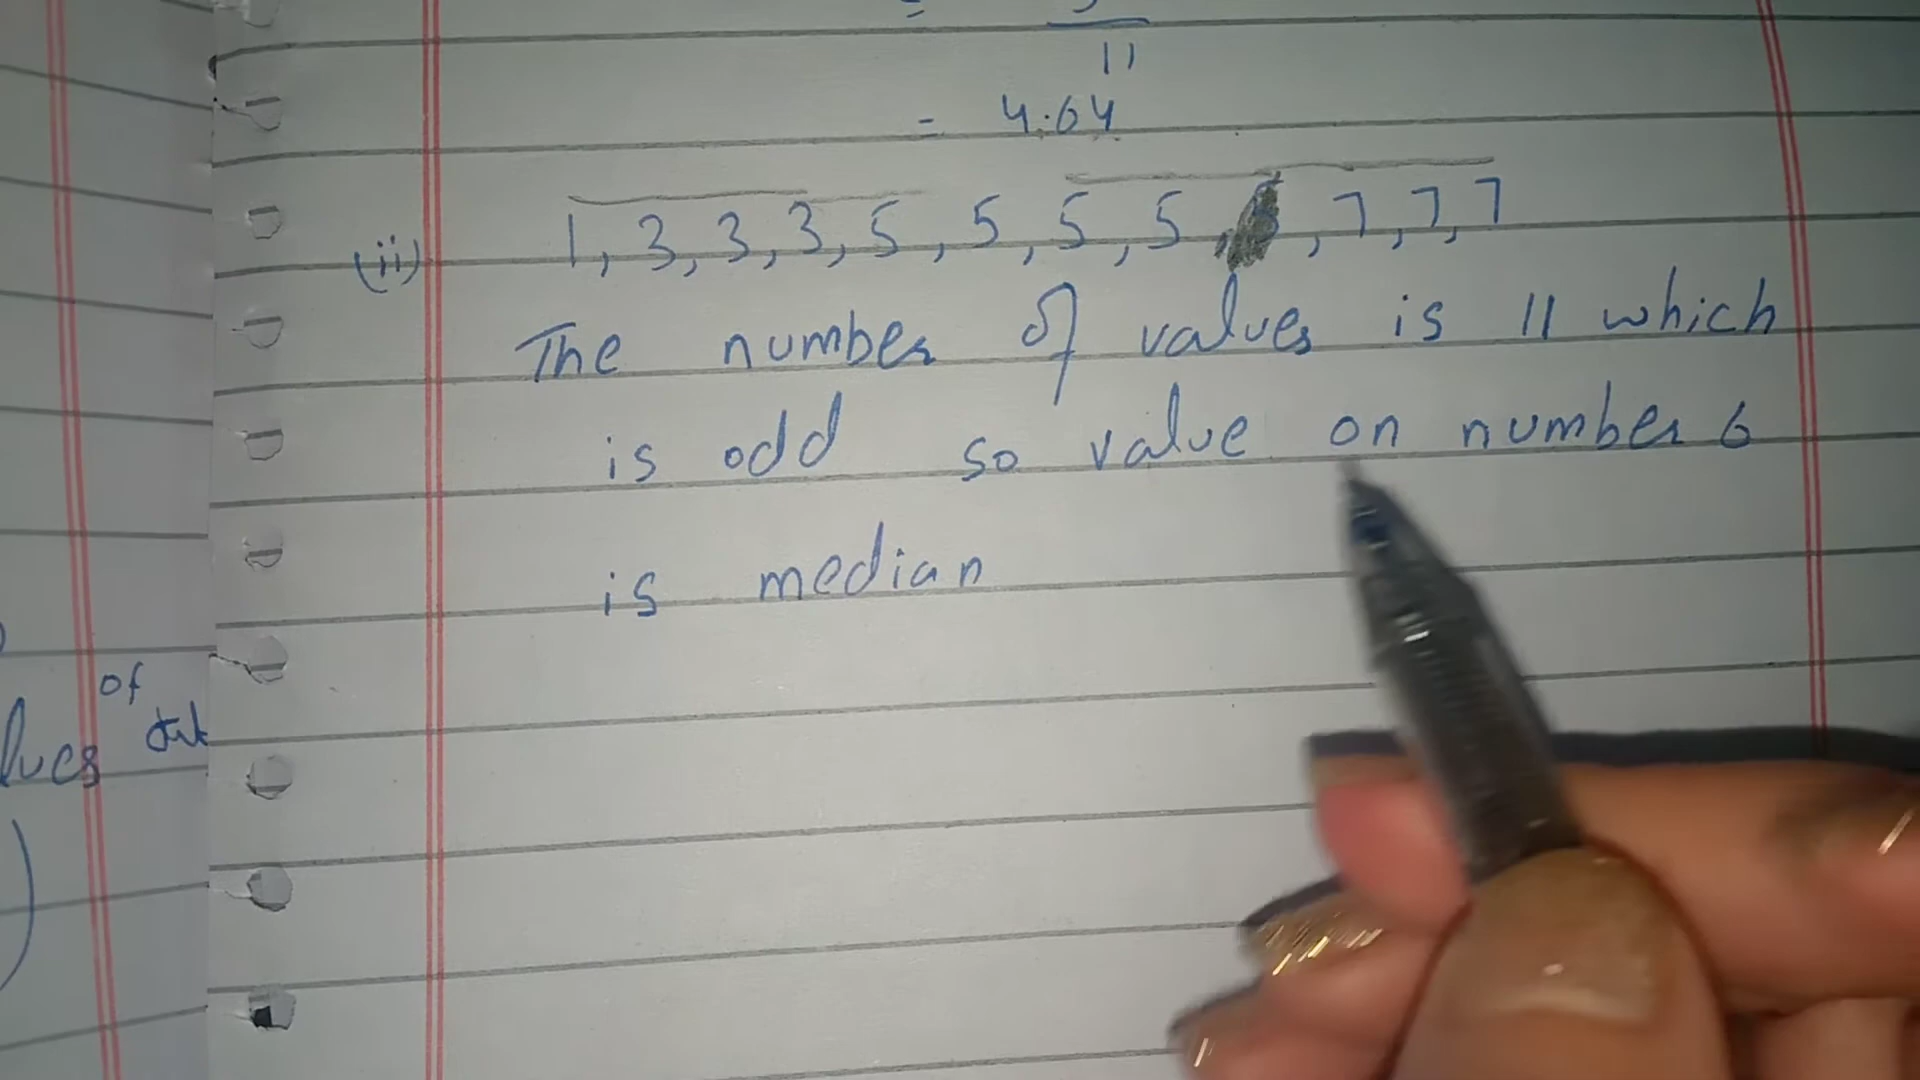 =
11
= 4.64
(ii) 1, 3, 3, 3, 5, 5, 5, 5, , 7, 7, 7
The number of values is 11 which
is odd so value on number 6
is median
of
lues
)